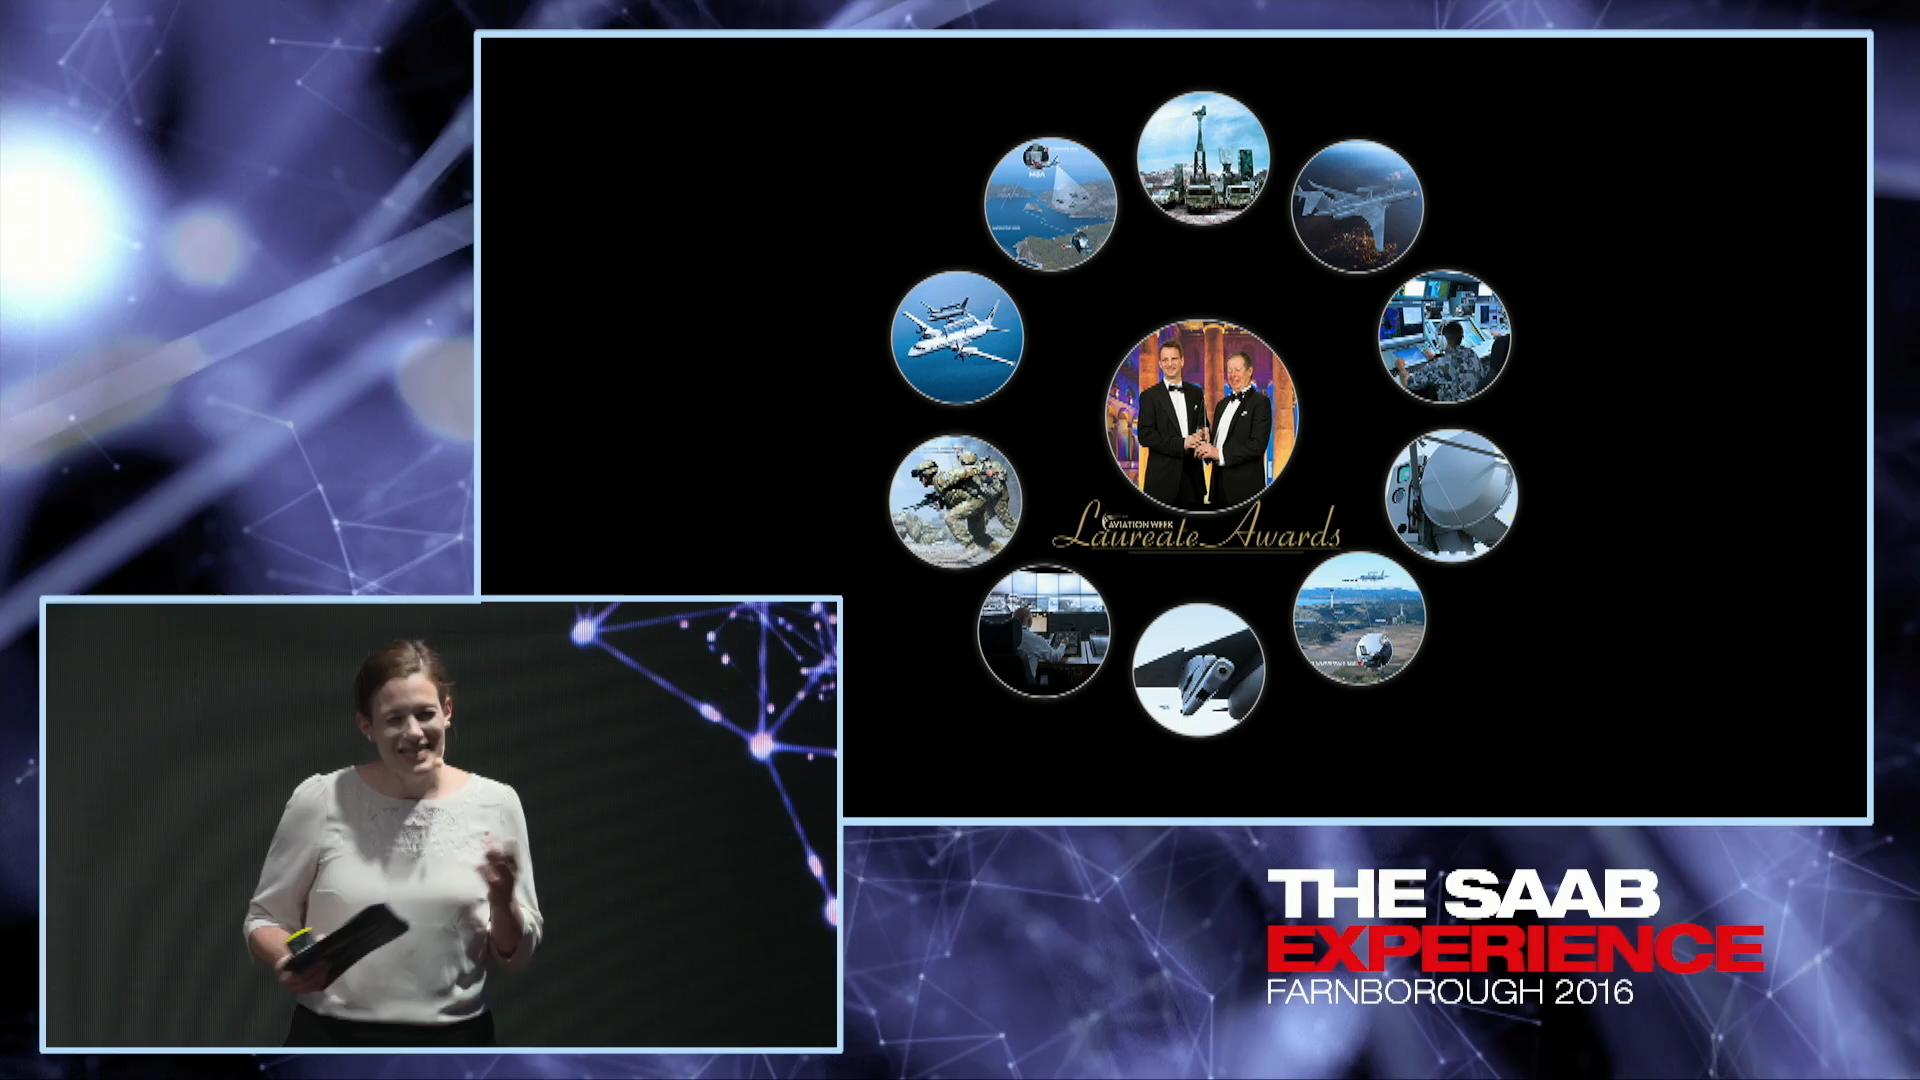 AVIATION WEEK
Laureate Awards
THE SAAB
EXPERIENCE
FARNBOROUGH 2016